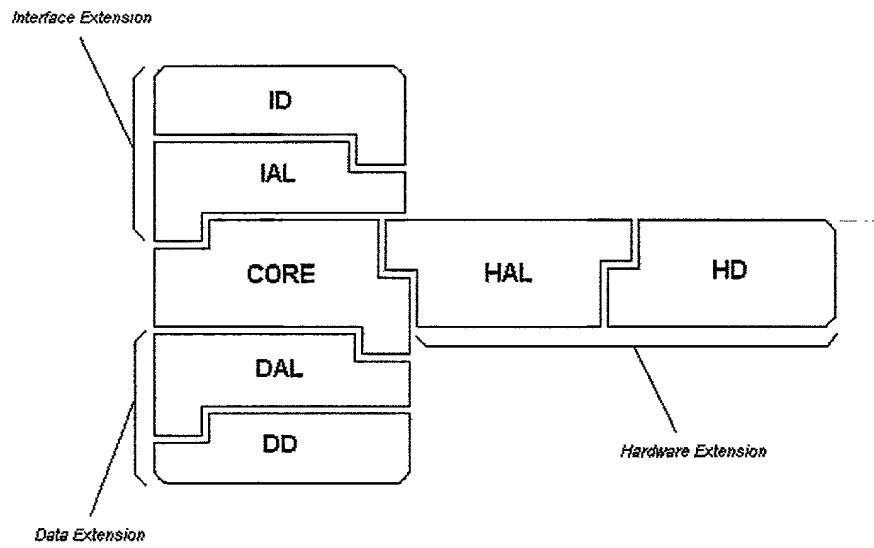 Interface Extension
ID
IAL
CORE
HAL
HD
DAL
DD
Hardware Extension
Data Extension